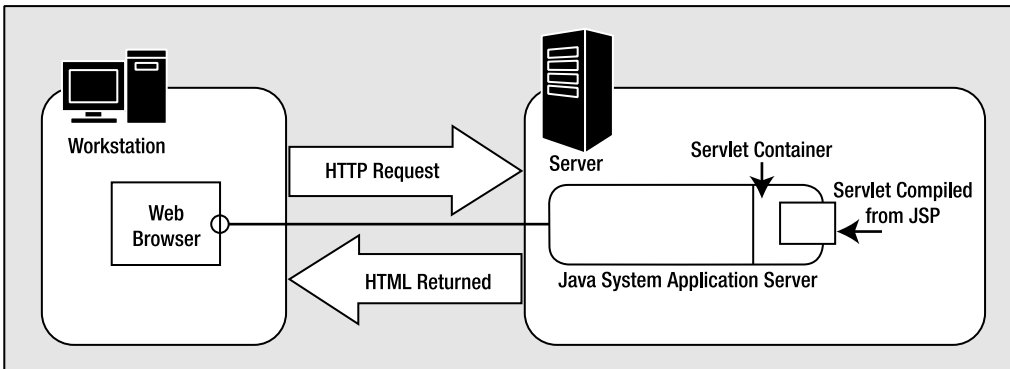 Workstation
Web
Browser
HTTP Request
HTML Returned
Server
Servlet Container
Servlet Compiled
from JSP
Java System Application Server